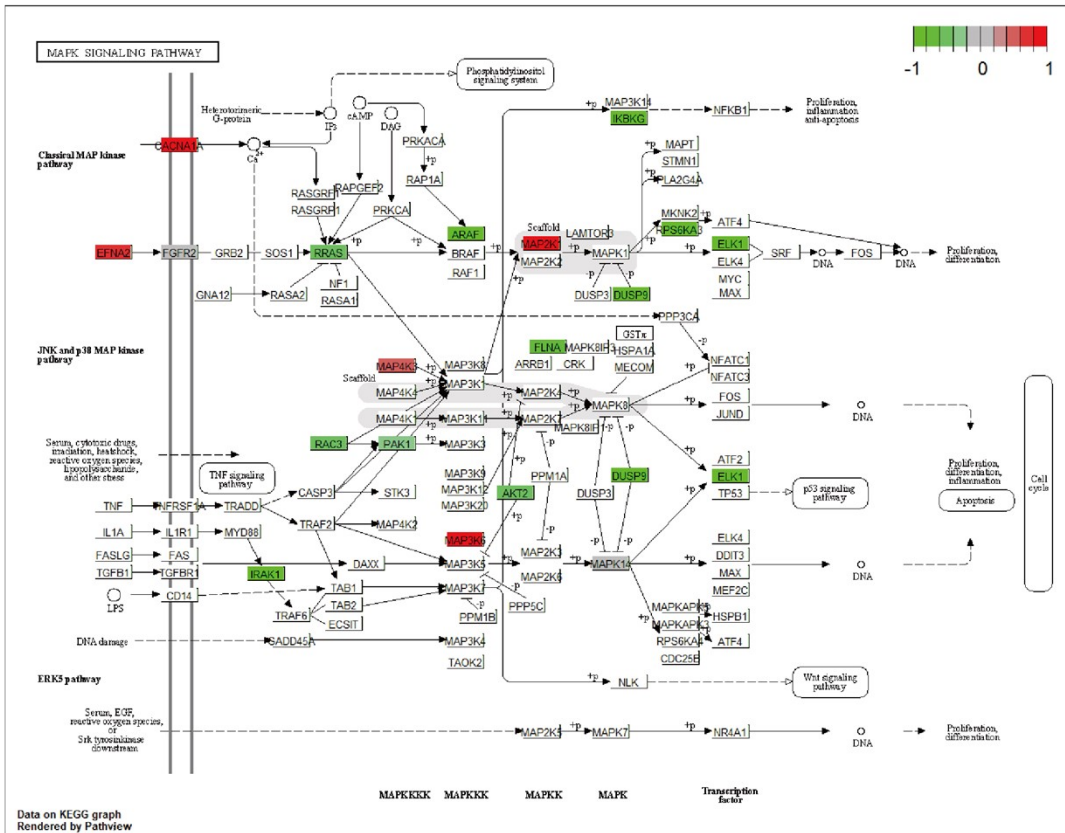 MAPK SIGNALING PATHWAY
-1 0 1
Phosphatidylinositol
signaling system
Heterotrimeric
G-protein
IP3
cAMP
DAG
Ca2+
CACNA1A
Classical MAP kinase
pathway
PRKACA
+p
RAP1A
RASGRF1
RASGRP1
RAPGEF2
PRKCA
+p
MAP3K14
IKBKG
NFKB1
Proliferation,
inflammation
anti-apoptosis
MAPT
STMN1
PLA2G4A
+p
+p
MKNK2
RPS6KA3
+p
ATF4
EFNA2
FGFR2
GRB2
SOS1
RRAS
+p
+p
ARAF
BRAF
RAF1
+p
Scaffold
MAP2K1
MAP2K2
+p
LAMTOR3
MAPK1
+p
ELK1
ELK4
MYC
MAX
SRF
DNA
FOS
DNA
Proliferation,
differentiation
GNA12
RASA2
NF1
RASA1
-p
DUSP3
DUSP9
PPP3CA
-p
JNK and p38 MAP kinase
pathway
MAP4K3
Scaffold
MAP4K4
MAP4K1
+p
+p
MAP3K8
MAP3K1
MAP3K11
MAP3K3
FLNA
MAPK8IP3
ARRB1
CRK
GSTπ
HSPA1A
MECOM
MAP2K4
MAP2K7
+p
MAPK8
MAPK8IP1
NFATC1
NFATC3
FOS
JUND
DNA
Serum, cytotoxic drugs,
irradiation, heatshock,
reactive oxygen species,
lipopolysaccharide,
and other stress
RAC3
PAK1
+p
+p
TNF signaling
pathway
CASP3
STK3
MAP3K9
MAP3K12
MAP3K20
AKT2
-p
PPM1A
-p
-p
DUSP3
DUSP9
ATF2
ELK1
TP53
p53 signaling
pathway
Proliferation,
differentiation,
inflammation
Apoptosis
Cell
cycle
TNF
TNFRSF1A
TRADD
TRAF2
MAP4K2
MAP3K6
MAP3K5
-p
MAP2K3
MAP2K6
+p
-p
MAPK14
+p
ELK4
DDIT3
MAX
MEF2C
DNA
IL1A
IL1R1
MYD88
FASLG
FAS
DAXX
TGFB1
TGFBR1
IRAK1
TAB1
TAB2
ECSIT
TRAF6
MAP3K7
-p
-p
PPM1B
PPP5C
LPS
CD14
MAPKAPK5
MAPKAPK3
RPS6KA4
CDC25B
+p
HSPB1
ATF4
DNA damage
GADD45A
MAP3K4
TAOK2
ERK5 pathway
+p
NLK
Wnt signaling
pathway
Serum, EGF,
reactive oxygen species,
or
Srk tyrosinkinase
downstream
MAP2K5
+p
MAPK7
+p
NR4A1
DNA
Proliferation,
differentiation
MAPKKKK MAPKKK MAPKK MAPK Transcription
factor
Data on KEGG graph
Rendered by Pathview